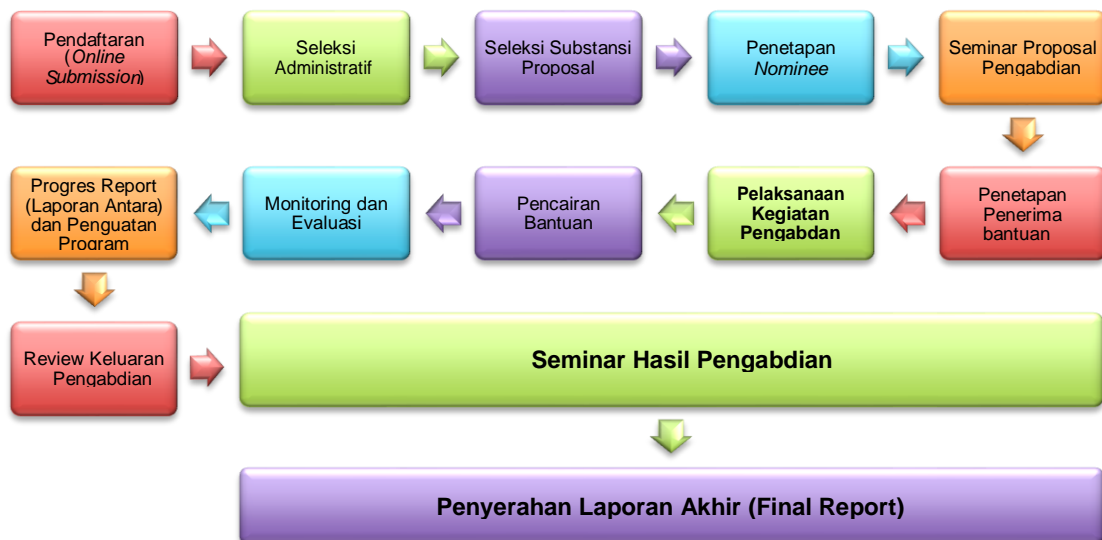 Pendaftaran
(Online
Submission)
Seleksi
Administratif
Seleksi Substansi
Proposal
Penetapan
Nominee
Seminar Proposal
Pengabdian
Progres Report
(Laporan Antara)
dan Penguatan
Program
Monitoring dan
Evaluasi
Pencairan
Bantuan
Pelaksanaan
Kegiatan
Pengabdan
Penetapan
Penerima
bantuan
Review Keluaran
Pengabdian
Seminar Hasil Pengabdian
Penyerahan Laporan Akhir (Final Report)